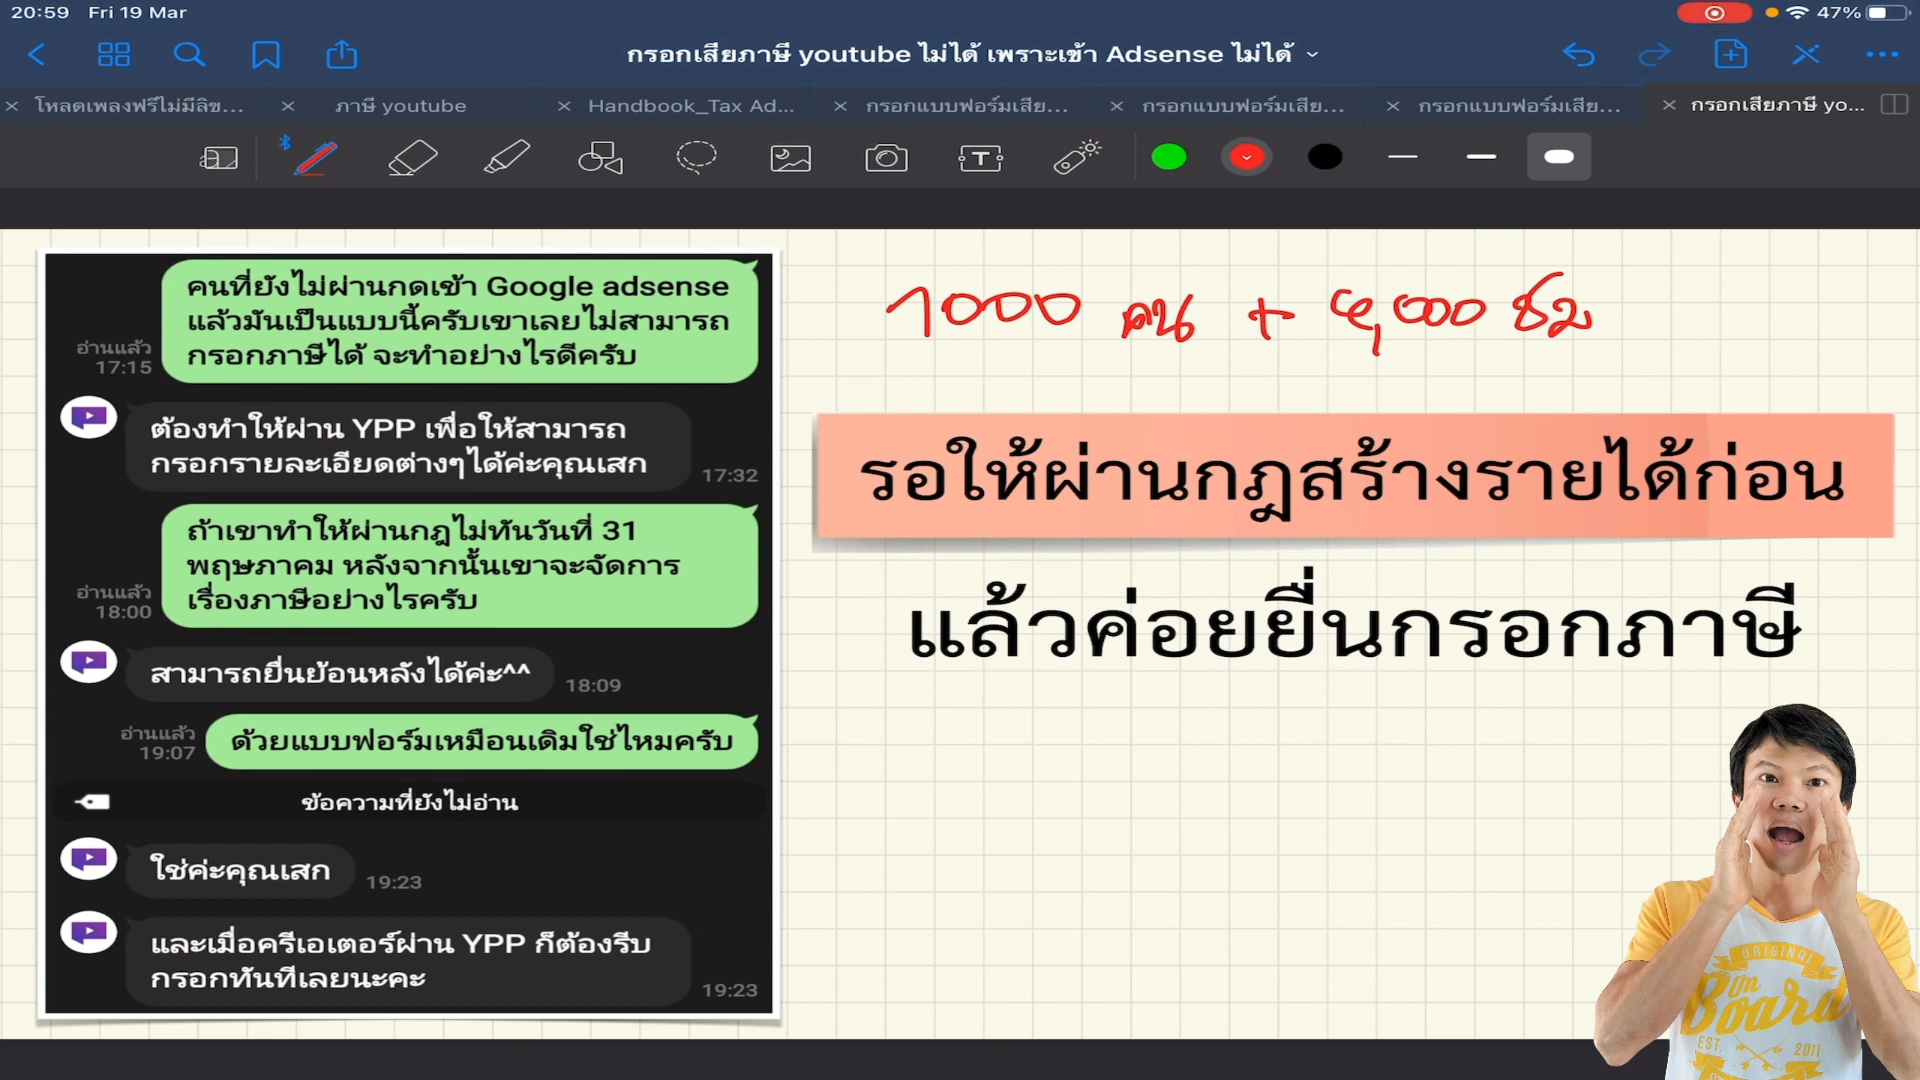 20:59 Fri 19 Mar
47%
กรอกเสียภาษี youtube ไม่ได้ เพราะเข้า Adsense ไม่ได้
โหลดเพลงฟรีไม่มีลิข...
ภาษี youtube
Handbook_Tax Ad...
กรอกแบบฟอร์มเสีย...
กรอกแบบฟอร์มเสีย...
กรอกแบบฟอร์มเสีย...
กรอกเสียภาษี yo...
T
คนที่ยังไม่ผ่านกดเข้า Google adsense
แล้วมันเป็นแบบนี้ครับเขาเลยไม่สามารถ
กรอกภาษีได้ จะทำอย่างไรดีครับ
อ่านแล้ว
17:15
ต้องทำให้ผ่าน YPP เพื่อให้สามารถ
กรอกรายละเอียดต่างๆได้ค่ะคุณเสก
17:32
ถ้าเขาทำให้ผ่านกฎไม่ทันวันที่ 31
พฤษภาคม หลังจากนั้นเขาจะจัดการ
เรื่องภาษีอย่างไรครับ
อ่านแล้ว
18:00
สามารถยื่นย้อนหลังได้ค่ะ^^
18:09
ด้วยแบบฟอร์มเหมือนเดิมใช่ไหมครับ
อ่านแล้ว
19:07
ข้อความที่ยังไม่อ่าน
ใช่ค่ะคุณเสก
19:23
และเมื่อครีเอเตอร์ผ่าน YPP ก็ต้องรีบ
กรอกทันทีเลยนะคะ
19:23
1000 คน + 4,000 ชม
รอให้ผ่านกฎสร้างรายได้ก่อน
แล้วค่อยยื่นกรอกภาษี
ORIGINAL
On
Board
EST. 2011